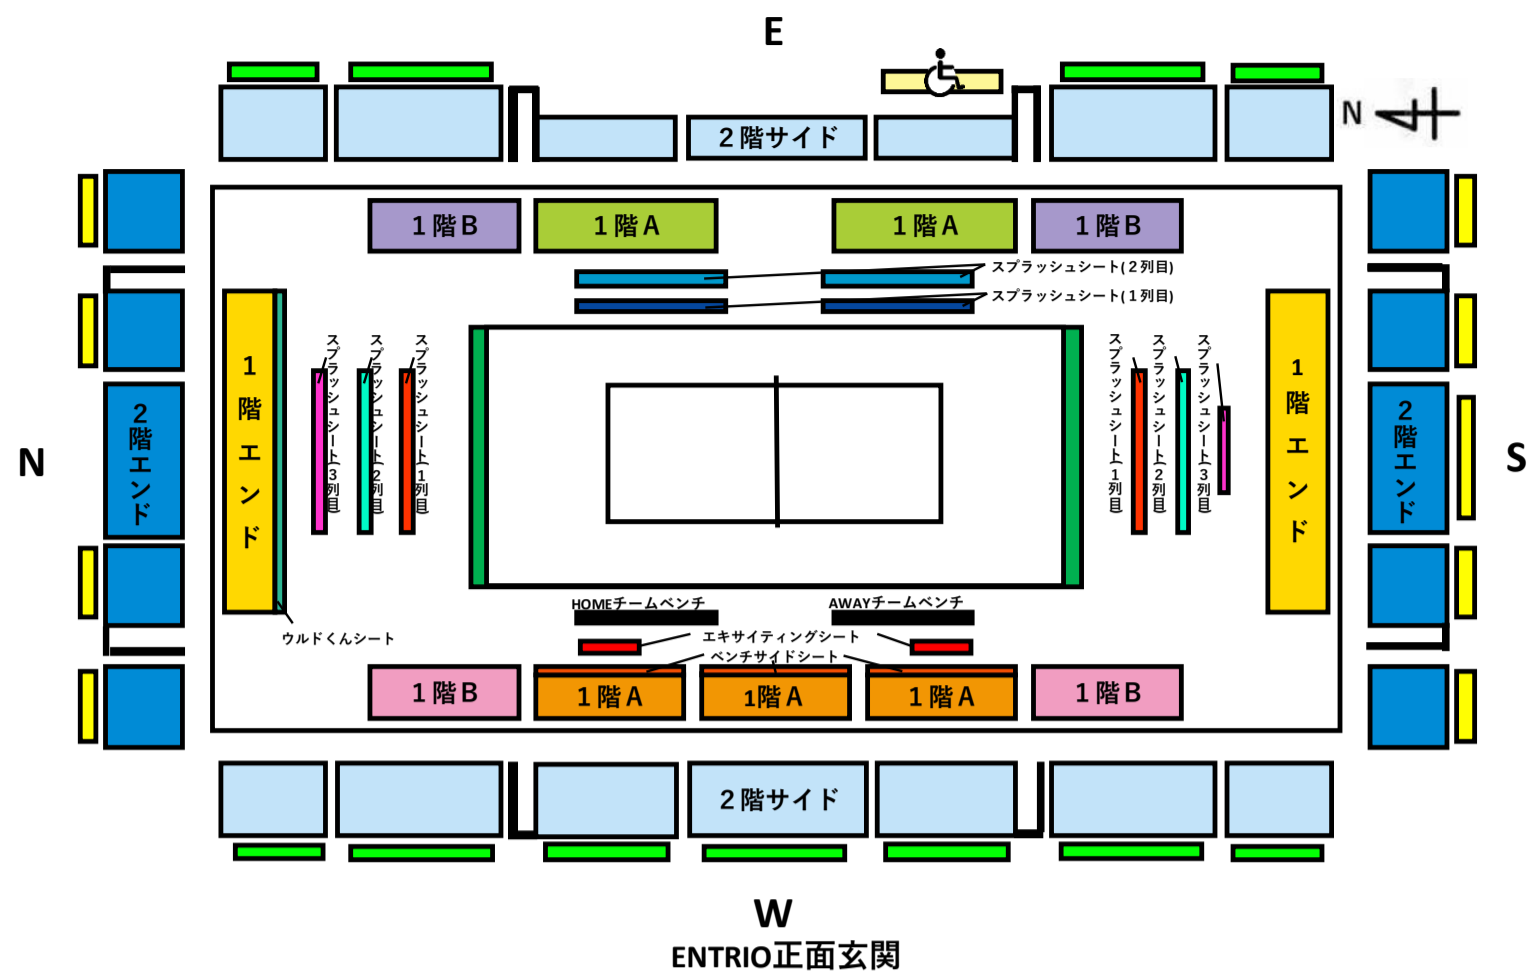 E
N
2階サイド
1階B
1階A
1階A
1階B
スプラッシュシート(2列目)
スプラッシュシート(1列目)
N
2階エンド
1階エンド
スプラッシュシート(3列目)
スプラッシュシート(2列目)
スプラッシュシート(1列目)
スプラッシュシート(1列目)
スプラッシュシート(2列目)
スプラッシュシート(3列目)
1階エンド
2階エンド
S
HOMEチームベンチ
AWAYチームベンチ
ウルドくんシート
エキサイティングシート
ベンチサイドシート
1階B
1階A
1階A
1階A
1階B
2階サイド
W
ENTRIO正面玄関